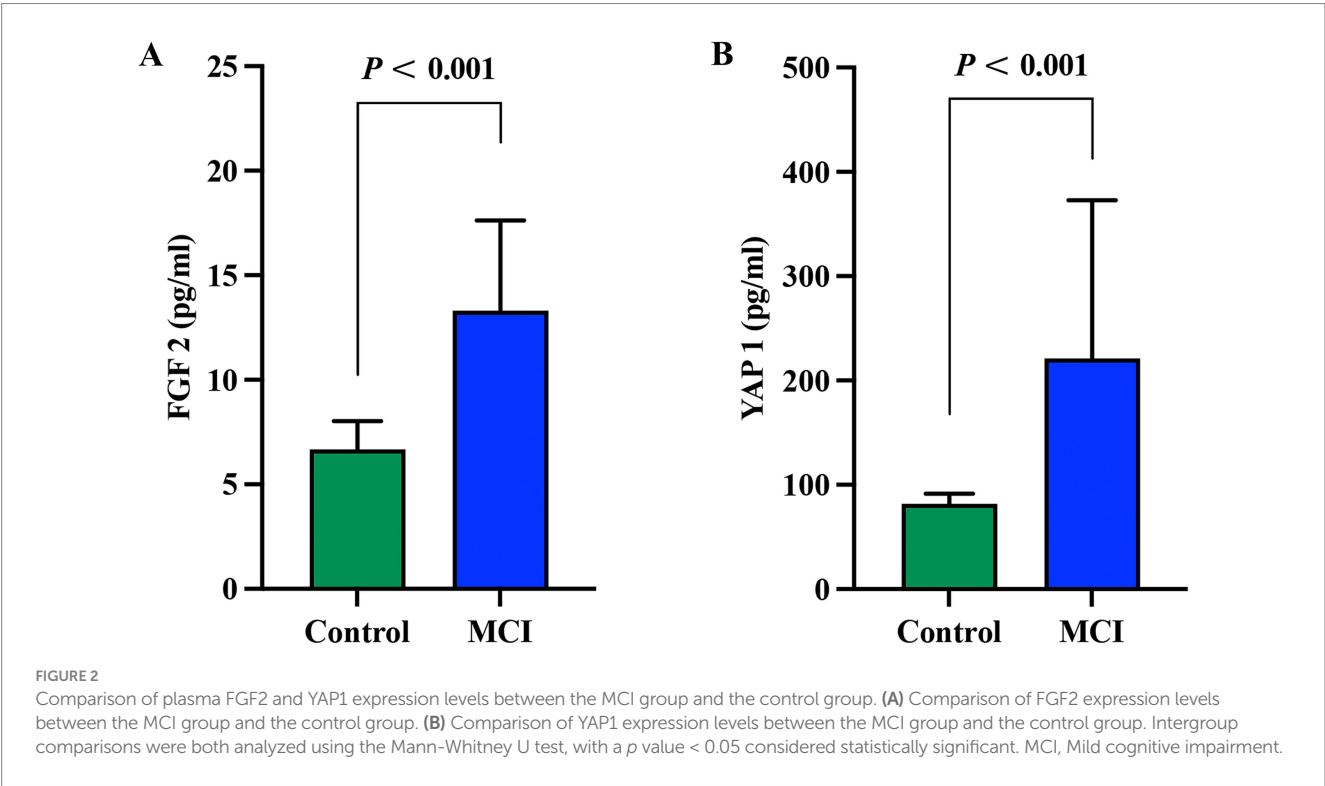 A
P < 0.001
25
20
15
10
5
0
FGF 2 (pg/ml)
Control MCI
B
P < 0.001
500
400
300
200
100
0
YAP 1 (pg/ml)
Control MCI
FIGURE 2
Comparison of plasma FGF2 and YAP1 expression levels between the MCI group and the control group. (A) Comparison of FGF2 expression levels
between the MCI group and the control group. (B) Comparison of YAP1 expression levels between the MCI group and the control group. Intergroup
comparisons were both analyzed using the Mann-Whitney U test, with a p value < 0.05 considered statistically significant. MCI, Mild cognitive impairment.